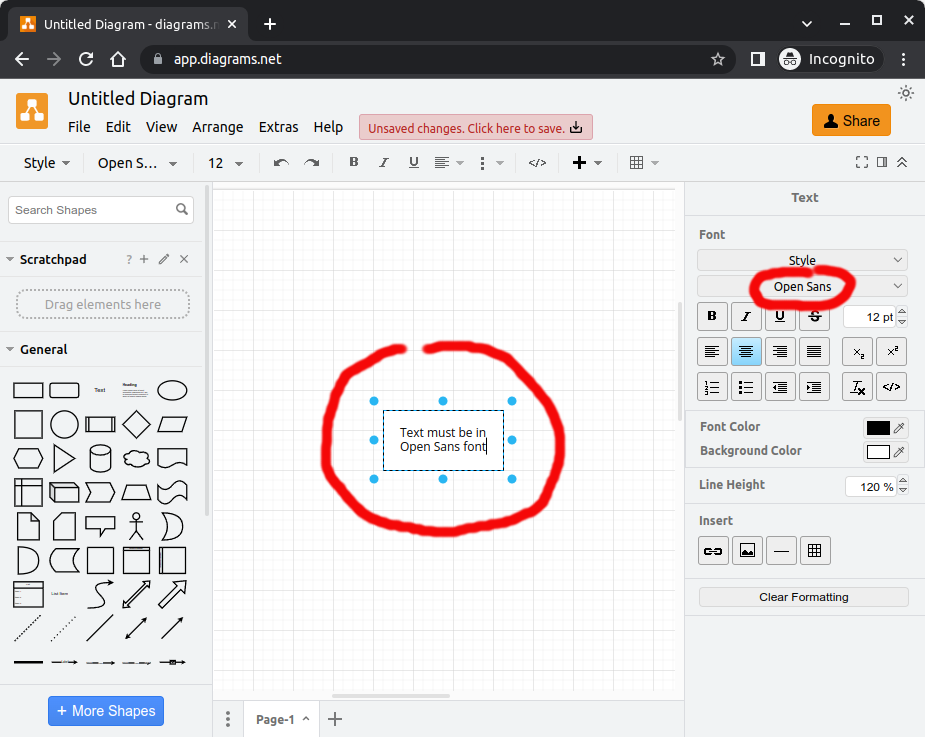 Untitled Diagram - diagrams.n
app.diagrams.net
Incognito
Untitled Diagram
File Edit View Arrange Extras Help
Unsaved changes. Click here to save.
Share
Style Open S... 12
B I U </>
Search Shapes
Scratchpad ?
Drag elements here
General
Text
Heading
List Item
More Shapes
Text must be in
Open Sans font
Page-1
Text
Font
Style
Open Sans
B I U S 12 pt
Font Color
Background Color
Line Height 120 %
Insert
Clear Formatting